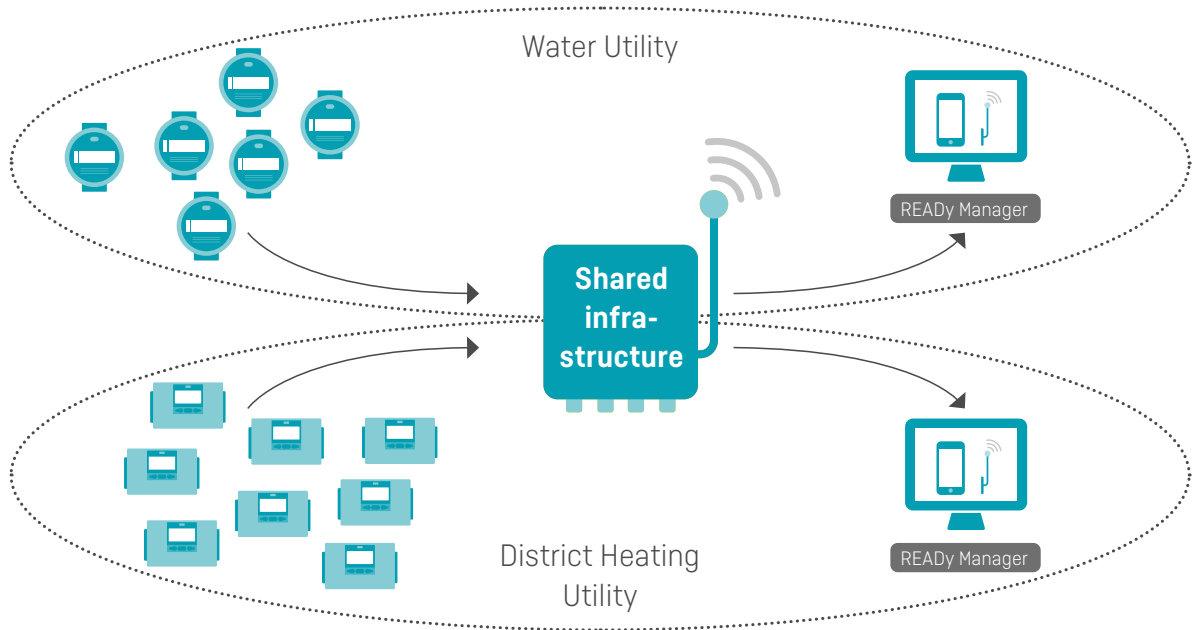 Water Utility
READy Manager
Shared
infra-
structure
District Heating
Utility
READy Manager